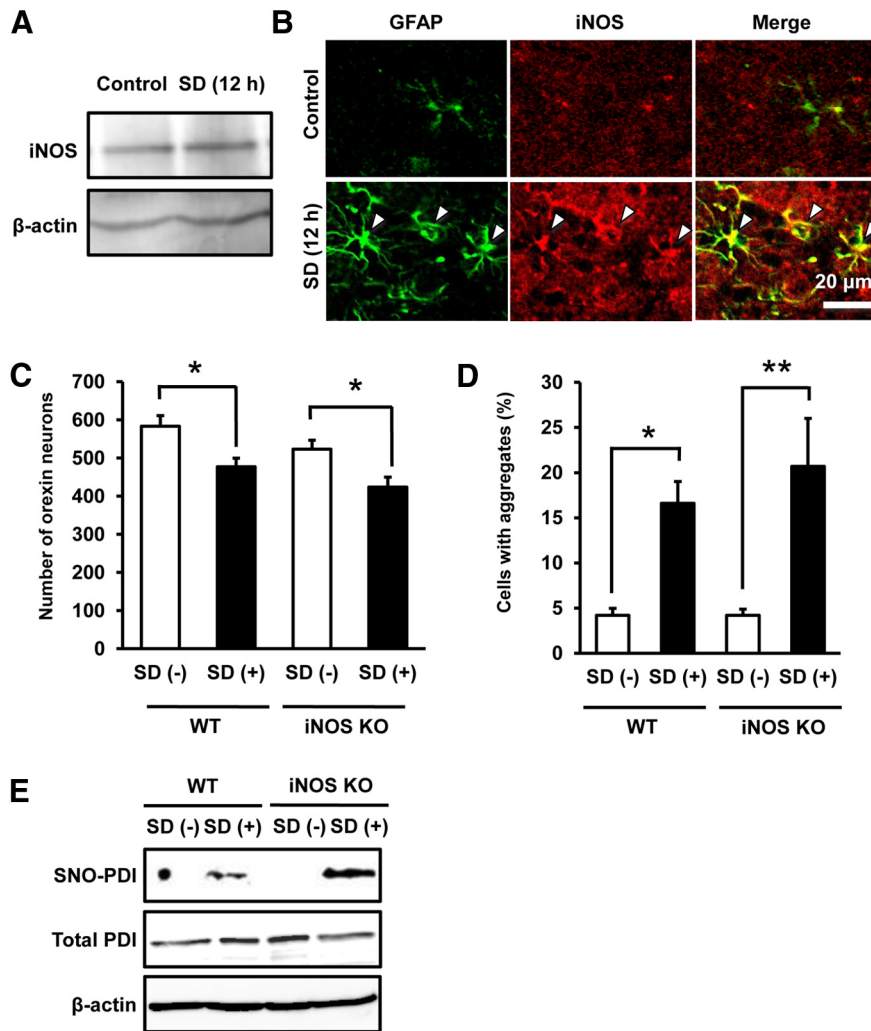 A
Control SD (12 h)
iNOS
β-actin
B
GFAP iNOS Merge
Control
SD (12 h)
20 μm
C
Number of orexin neurons
700
600
500
400
300
200
100
0
* *
SD (-) SD (+) SD (-) SD (+)
WT iNOS KO
D
Cells with aggregates (%)
30
25
20
15
10
5
0
* **
SD (-) SD (+) SD (-) SD (+)
WT iNOS KO
E
WT iNOS KO
SD (-) SD (+) SD (-) SD (+)
SNO-PDI
Total PDI
β-actin